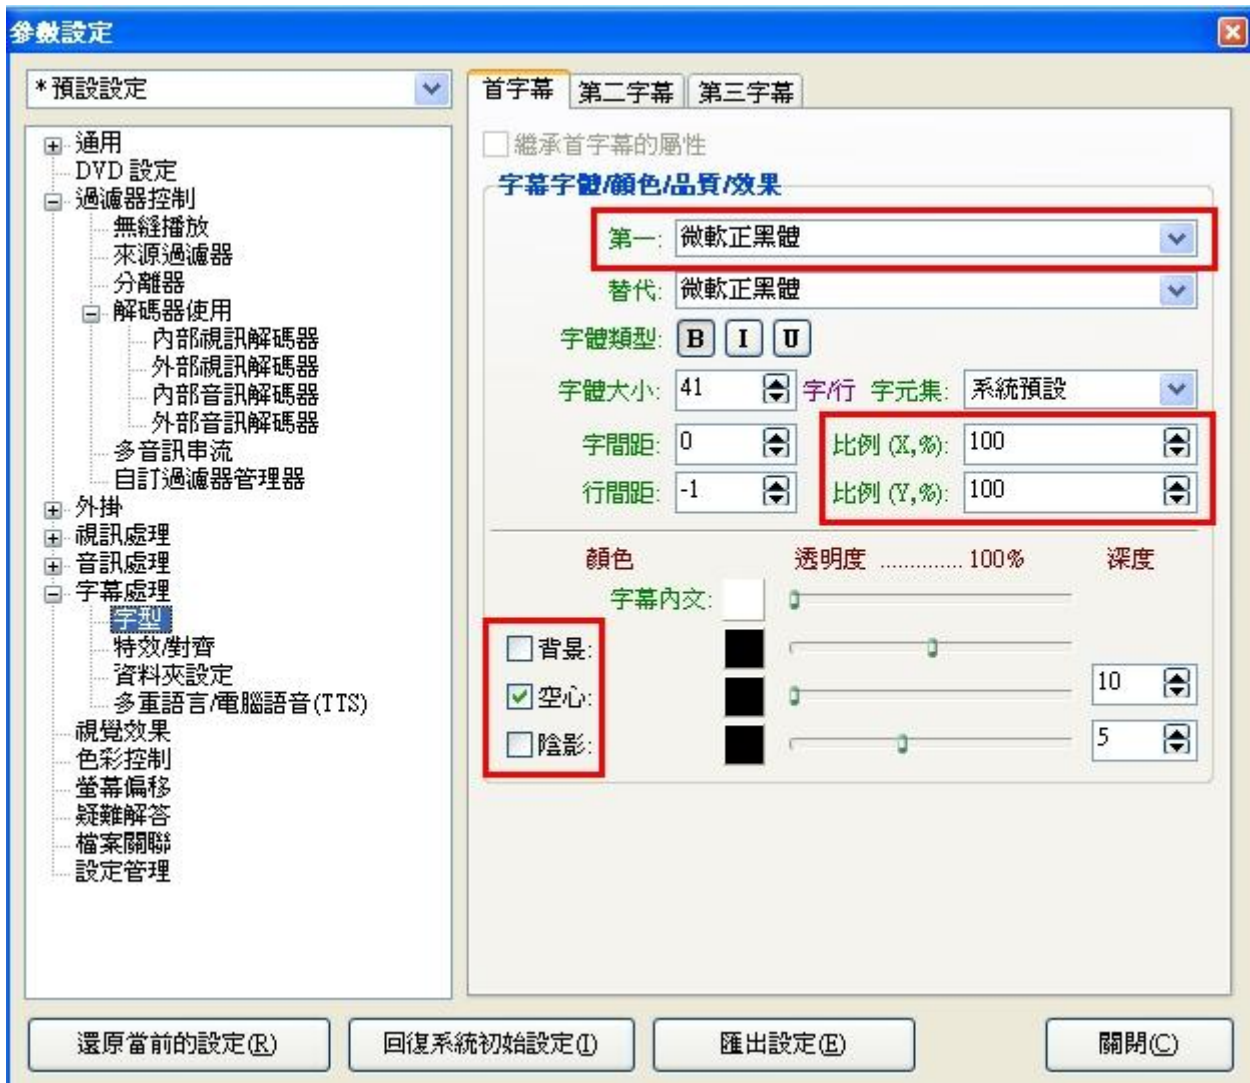 參數設定
*預設設定
通用
DVD 設定
過濾器控制
無縫播放
來源過濾器
分離器
解碼器使用
內部視訊解碼器
外部視訊解碼器
內部音訊解碼器
外部音訊解碼器
多音訊串流
自訂過濾器管理器
外掛
視訊處理
音訊處理
字幕處理
字型
特效/對齊
資料夾設定
多重語言/電腦語音(TTS)
視覺效果
色彩控制
螢幕偏移
疑難解答
檔案關聯
設定管理
首字幕 第二字幕 第三字幕
繼承首字幕的屬性
字幕字體/顏色/品質/效果
第一: 微軟正黑體
替代: 微軟正黑體
字體類型: B I U
字體大小: 41 字/行 字元集: 系統預設
字間距: 0 比例 (X,%): 100
行間距: -1 比例 (Y,%): 100
顏色 透明度 .............. 100% 深度
字幕內文:
背景:
空心: 10
陰影: 5
還原當前的設定(R) 回復系統初始設定(I) 匯出設定(E) 關閉(C)